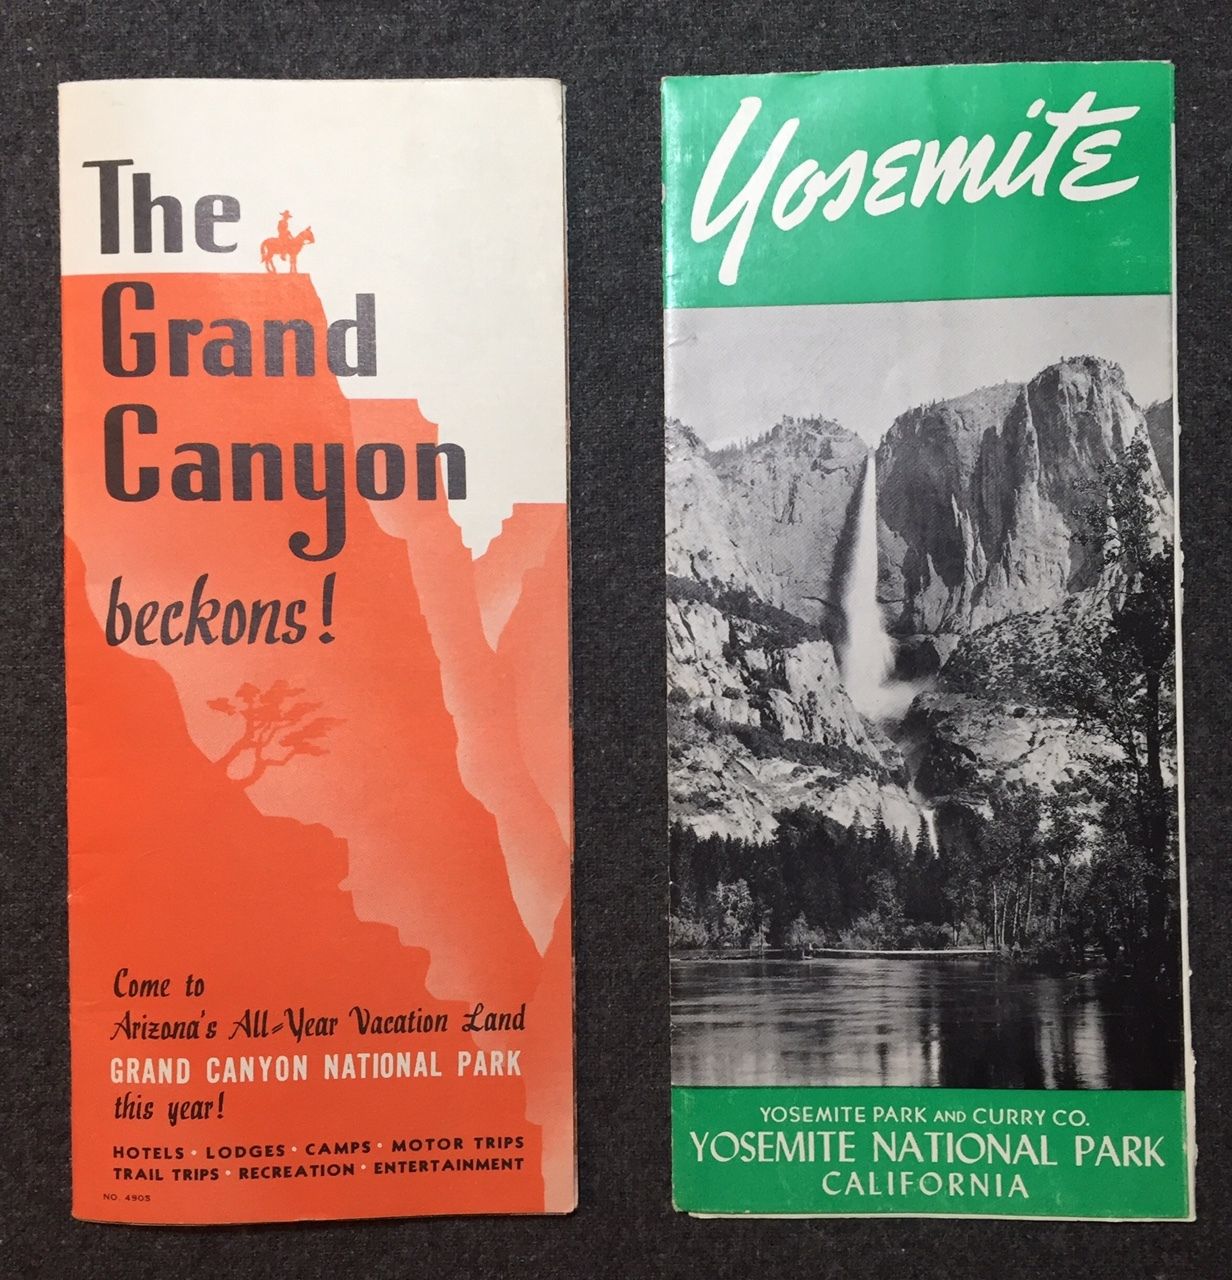 The
Grand
Canyon
beckons!
Come to
Arizona's All-Year Vacation Land
GRAND CANYON NATIONAL PARK
this year!
HOTELS • LODGES • CAMPS • MOTOR TRIPS
TRAIL TRIPS • RECREATION • ENTERTAINMENT
NO. 490S
Yosemite
YOSEMITE PARK AND CURRY CO.
YOSEMITE NATIONAL PARK
CALIFORNIA